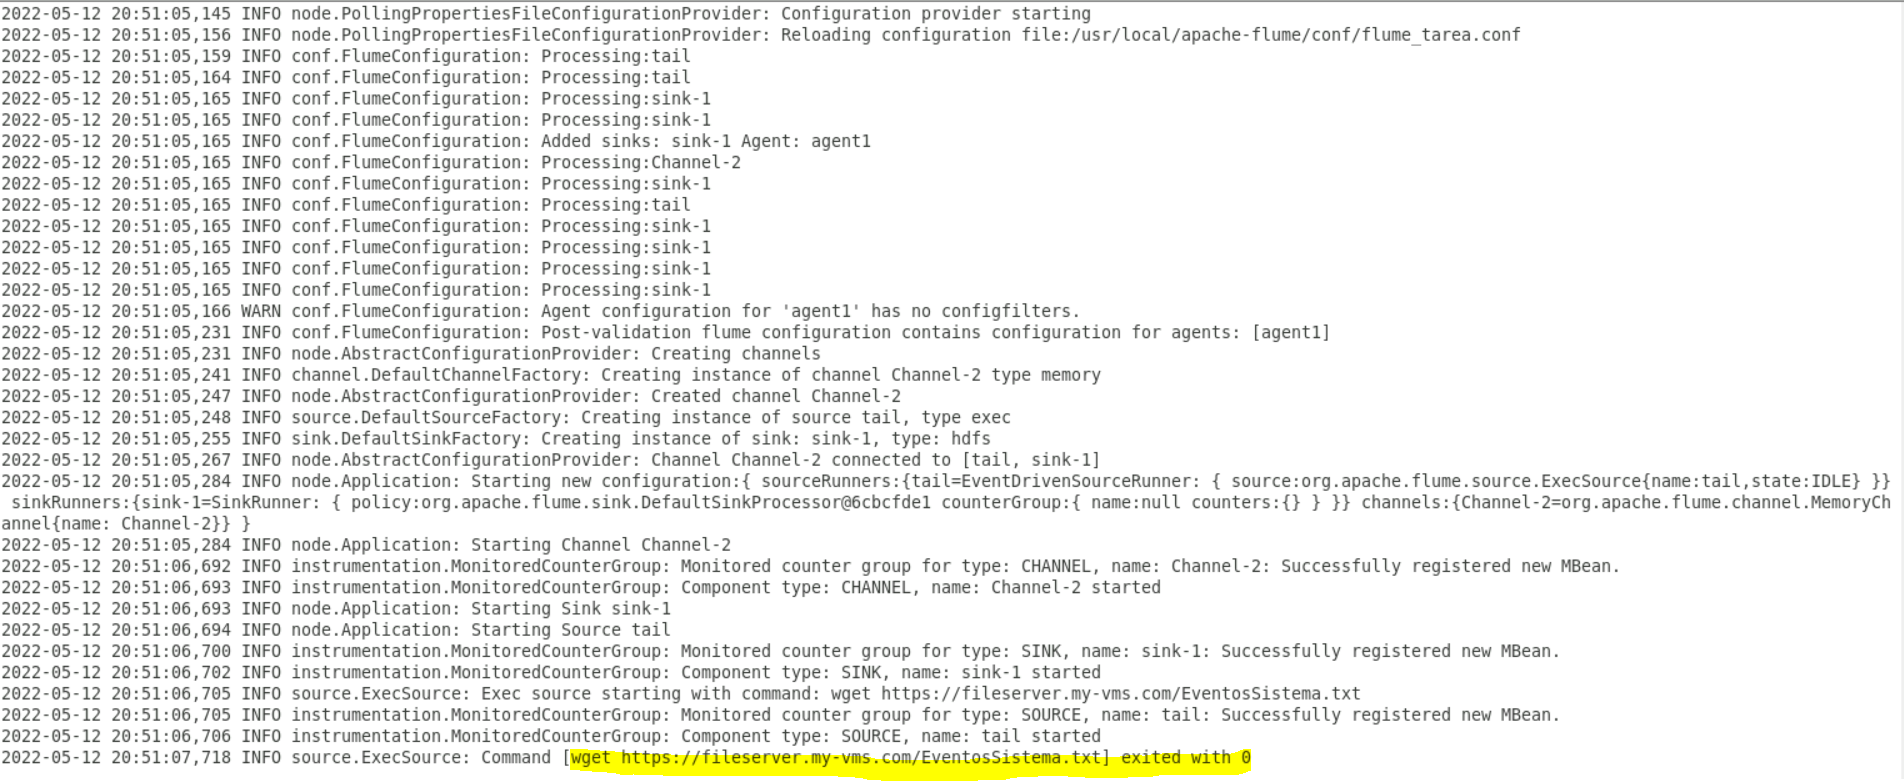 2022-05-12 20:51:05,145 INFO node.PollingPropertiesFileConfigurationProvider: Configuration provider starting
2022-05-12 20:51:05,156 INFO node.PollingPropertiesFileConfigurationProvider: Reloading configuration file:/usr/local/apache-flume/conf/flume_tarea.conf
2022-05-12 20:51:05,159 INFO conf.FlumeConfiguration: Processing:tail
2022-05-12 20:51:05,164 INFO conf.FlumeConfiguration: Processing:tail
2022-05-12 20:51:05,165 INFO conf.FlumeConfiguration: Processing:sink-1
2022-05-12 20:51:05,165 INFO conf.FlumeConfiguration: Processing:sink-1
2022-05-12 20:51:05,165 INFO conf.FlumeConfiguration: Added sinks: sink-1 Agent: agent1
2022-05-12 20:51:05,165 INFO conf.FlumeConfiguration: Processing:Channel-2
2022-05-12 20:51:05,165 INFO conf.FlumeConfiguration: Processing:sink-1
2022-05-12 20:51:05,165 INFO conf.FlumeConfiguration: Processing:tail
2022-05-12 20:51:05,165 INFO conf.FlumeConfiguration: Processing:sink-1
2022-05-12 20:51:05,165 INFO conf.FlumeConfiguration: Processing:sink-1
2022-05-12 20:51:05,165 INFO conf.FlumeConfiguration: Processing:sink-1
2022-05-12 20:51:05,165 INFO conf.FlumeConfiguration: Processing:sink-1
2022-05-12 20:51:05,166 WARN conf.FlumeConfiguration: Agent configuration for 'agent1' has no configfilters.
2022-05-12 20:51:05,231 INFO conf.FlumeConfiguration: Post-validation flume configuration contains configuration for agents: [agent1]
2022-05-12 20:51:05,231 INFO node.AbstractConfigurationProvider: Creating channels
2022-05-12 20:51:05,241 INFO channel.DefaultChannelFactory: Creating instance of channel Channel-2 type memory
2022-05-12 20:51:05,247 INFO node.AbstractConfigurationProvider: Created channel Channel-2
2022-05-12 20:51:05,248 INFO source.DefaultSourceFactory: Creating instance of source tail, type exec
2022-05-12 20:51:05,255 INFO sink.DefaultSinkFactory: Creating instance of sink: sink-1, type: hdfs
2022-05-12 20:51:05,267 INFO node.AbstractConfigurationProvider: Channel Channel-2 connected to [tail, sink-1]
2022-05-12 20:51:05,284 INFO node.Application: Starting new configuration:{ sourceRunners:{tail=EventDrivenSourceRunner: { source:org.apache.flume.source.ExecSource{name:tail,state:IDLE} }}
sinkRunners:{sink-1=SinkRunner: { policy:org.apache.flume.sink.DefaultSinkProcessor@6cbcfde1 counterGroup:{ name:null counters:{} } }} channels:{Channel-2=org.apache.flume.channel.MemoryCh
annel{name: Channel-2}} }
2022-05-12 20:51:05,284 INFO node.Application: Starting Channel Channel-2
2022-05-12 20:51:06,692 INFO instrumentation.MonitoredCounterGroup: Monitored counter group for type: CHANNEL, name: Channel-2: Successfully registered new MBean.
2022-05-12 20:51:06,693 INFO instrumentation.MonitoredCounterGroup: Component type: CHANNEL, name: Channel-2 started
2022-05-12 20:51:06,693 INFO node.Application: Starting Sink sink-1
2022-05-12 20:51:06,694 INFO node.Application: Starting Source tail
2022-05-12 20:51:06,700 INFO instrumentation.MonitoredCounterGroup: Monitored counter group for type: SINK, name: sink-1: Successfully registered new MBean.
2022-05-12 20:51:06,702 INFO instrumentation.MonitoredCounterGroup: Component type: SINK, name: sink-1 started
2022-05-12 20:51:06,705 INFO source.ExecSource: Exec source starting with command: wget https://fileserver.my-vms.com/EventosSistema.txt
2022-05-12 20:51:06,705 INFO instrumentation.MonitoredCounterGroup: Monitored counter group for type: SOURCE, name: tail: Successfully registered new MBean.
2022-05-12 20:51:06,706 INFO instrumentation.MonitoredCounterGroup: Component type: SOURCE, name: tail started
2022-05-12 20:51:07,718 INFO source.ExecSource: Command [wget https://fileserver.my-vms.com/EventosSistema.txt] exited with 0